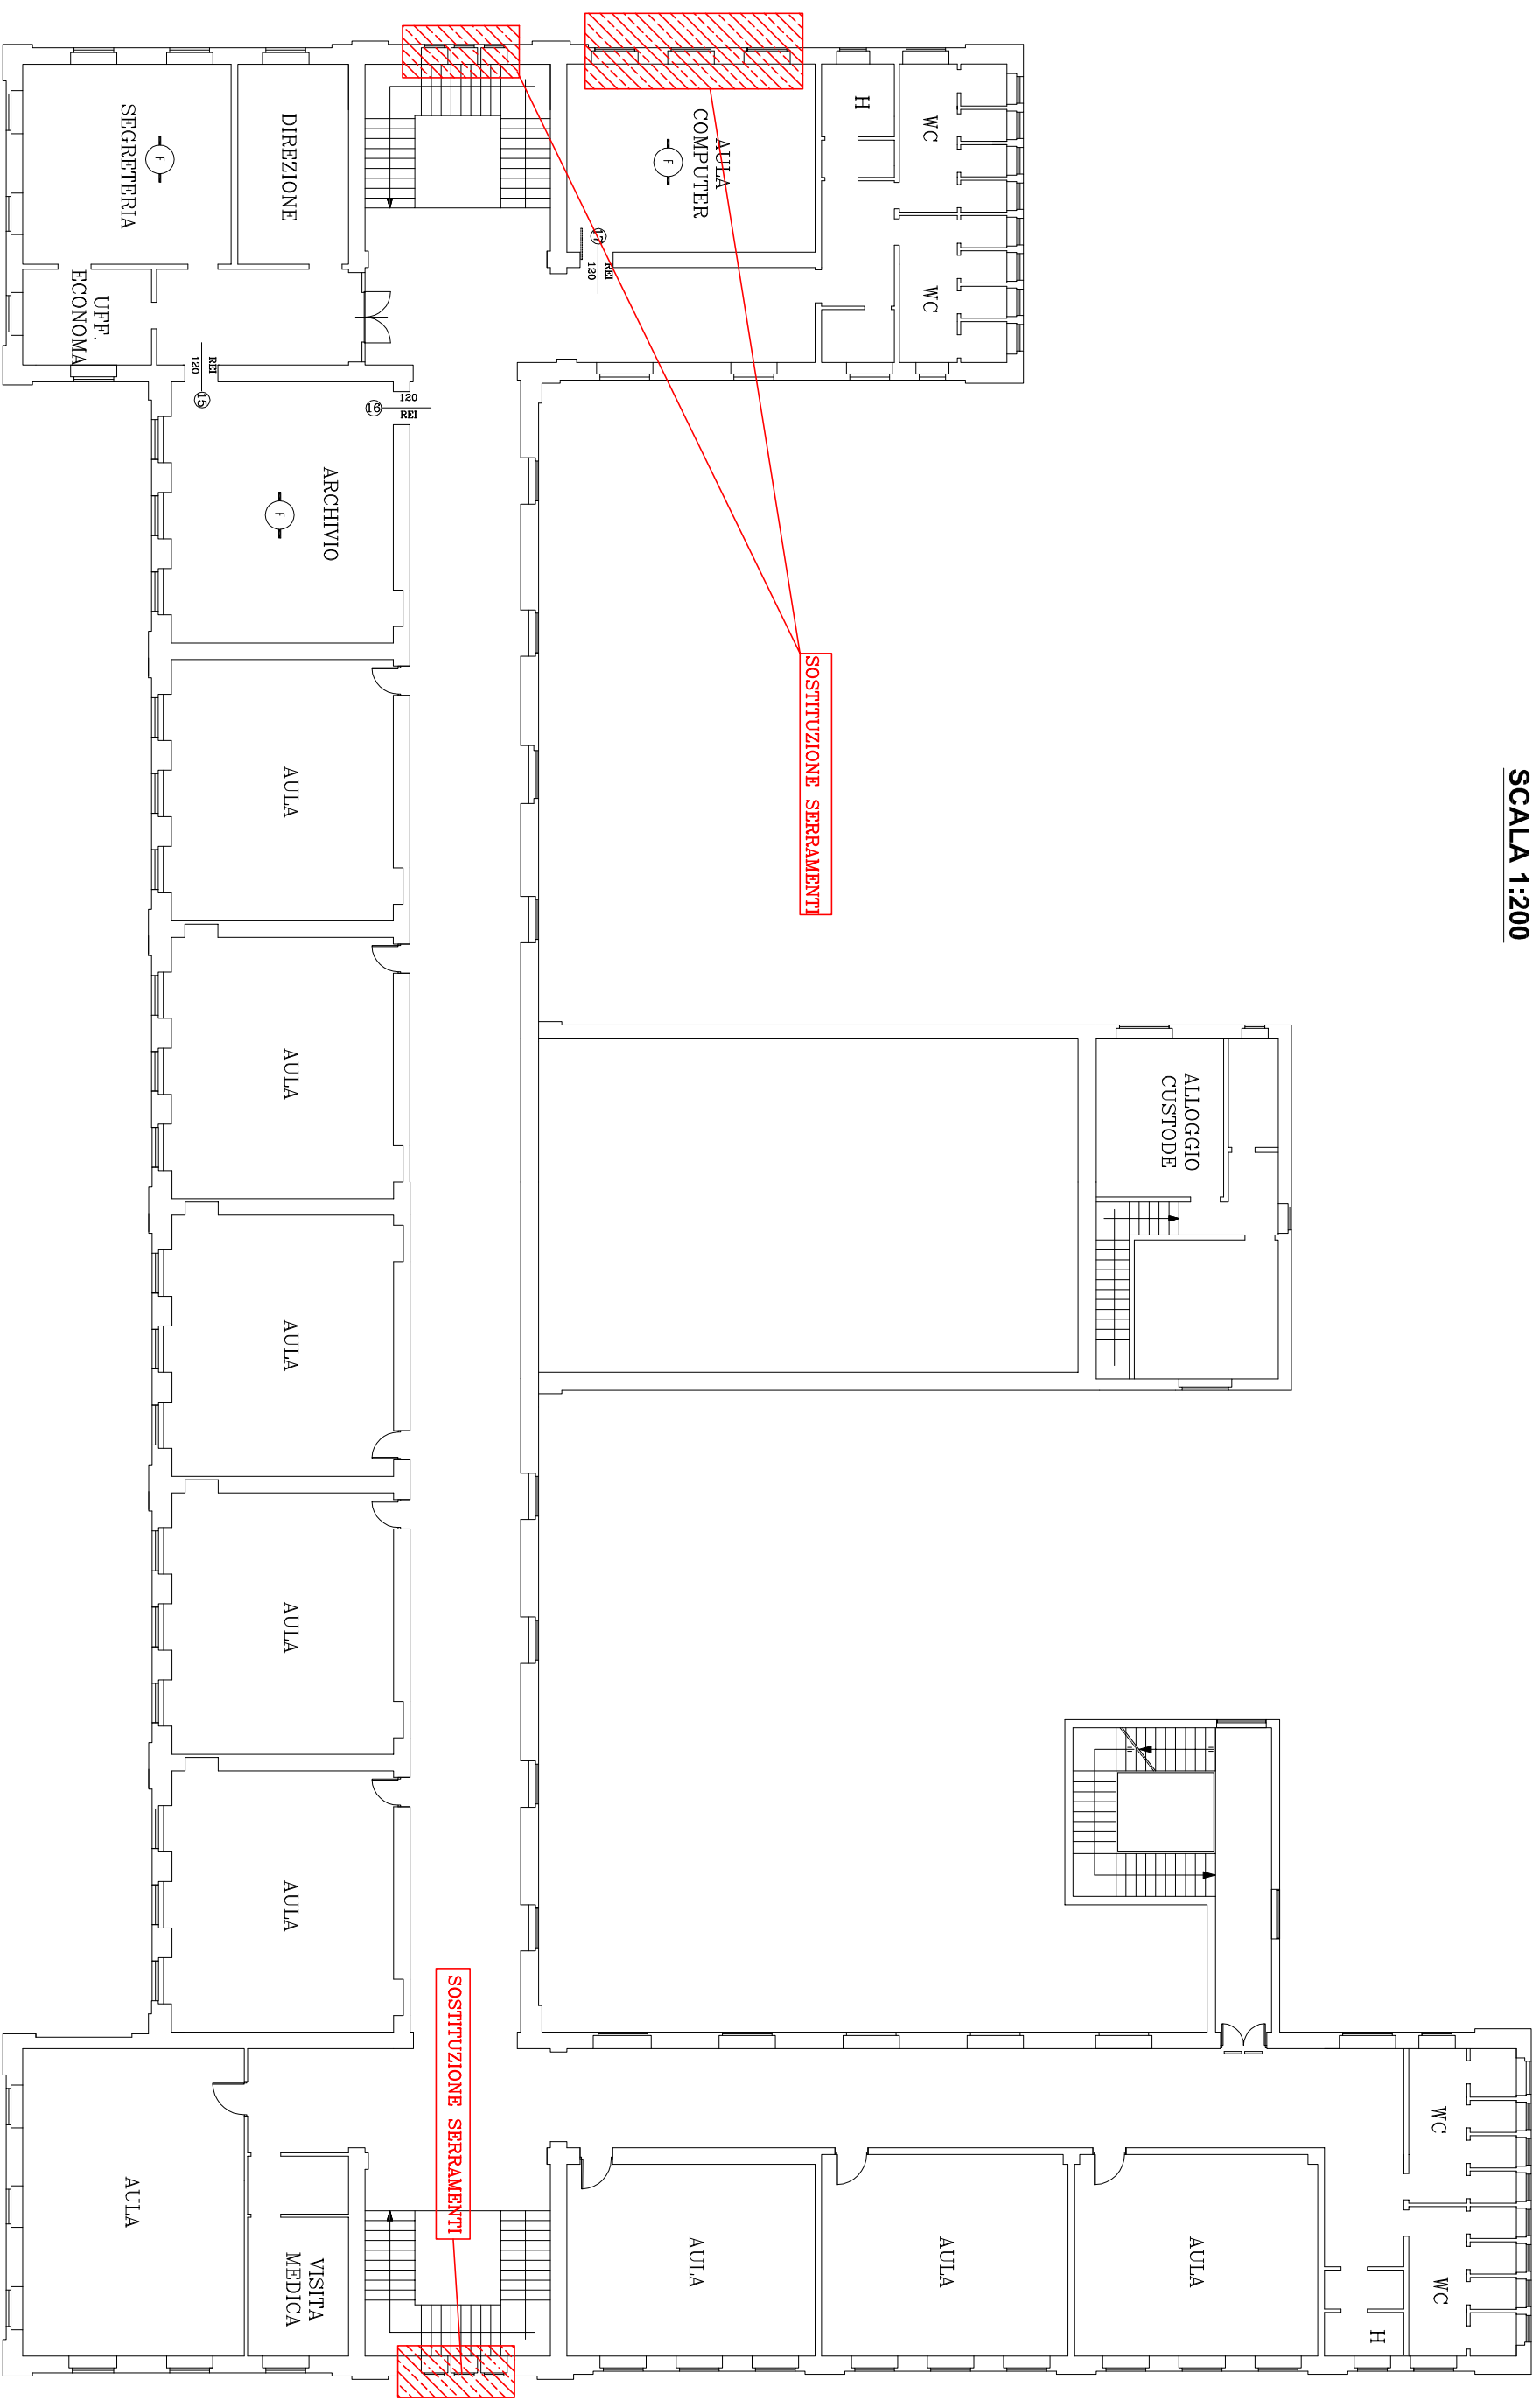 SCALA 1:200
WC
WC
H
AULA
COMPUTER
F
17
REI
120
DIREZIONE
SEGRETERIA
F
UFF.
ECONOMA
REI
120
15
120
REI
16
ARCHIVIO
F
SOSTITUZIONE SERRAMENTI
AULA
AULA
AULA
AULA
AULA
ALLOGGIO
CUSTODE
SOSTITUZIONE SERRAMENTI
WC
WC
H
AULA
AULA
AULA
VISITA
MEDICA
AULA